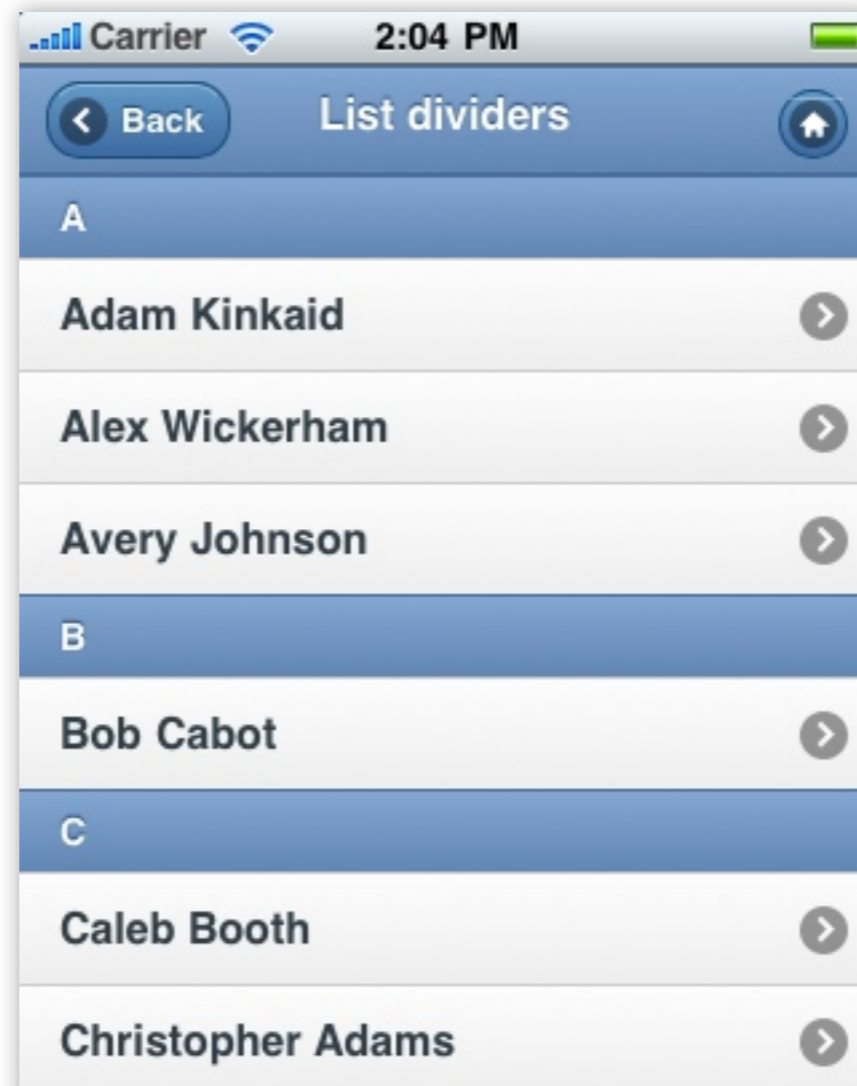 Carrier 2:04 PM
Back List dividers
A
Adam Kinkaid
Alex Wickerham
Avery Johnson
B
Bob Cabot
C
Caleb Booth
Christopher Adams